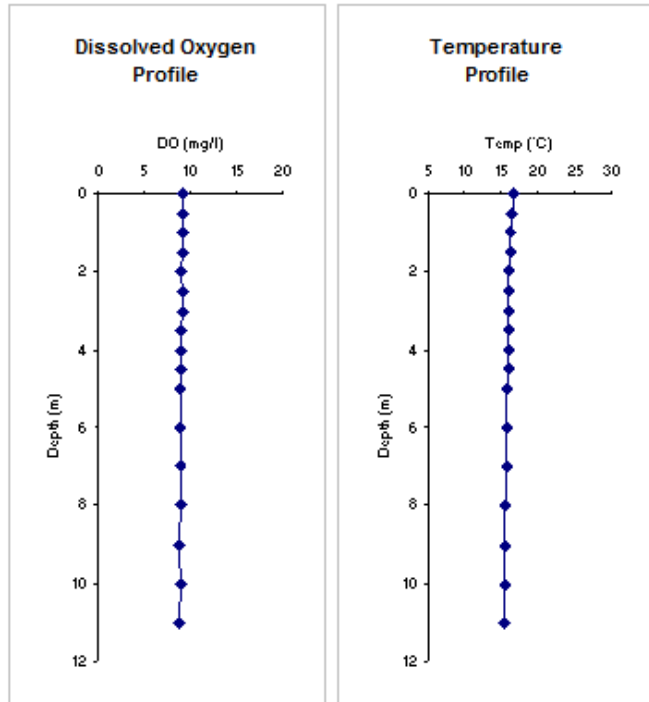 Dissolved Oxygen
Profile
DO (mg/l)
0 5 10 15 20
0
2
4
6
8
10
12
Depth (m)
Temperature
Profile
Temp (°C)
5 10 15 20 25 30
0
2
4
6
8
10
12
Depth (m)